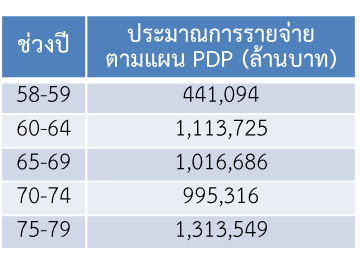 ช่วงปี ประมาณการรายจ่าย
ตามแผน PDP (ล้านบาท)
58-59 441,094
60-64 1,113,725
65-69 1,016,686
70-74 995,316
75-79 1,313,549